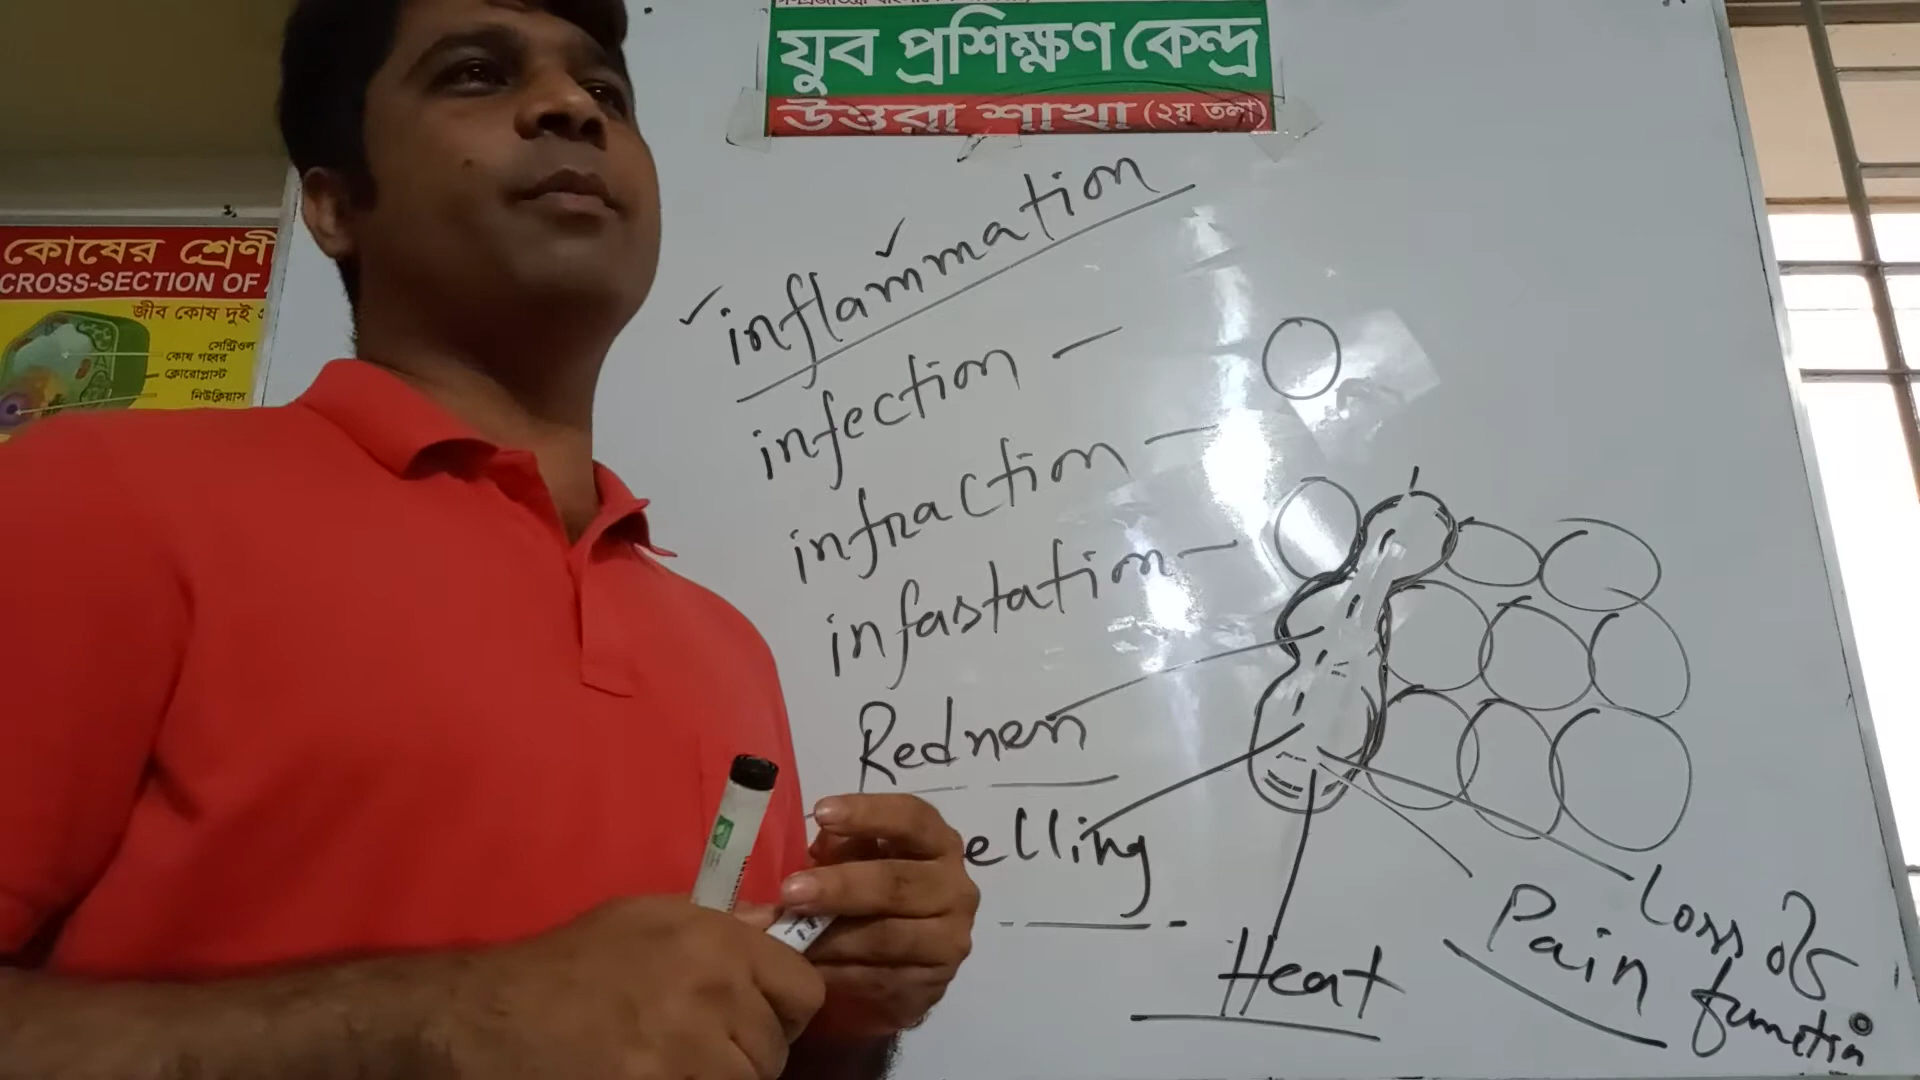 যুব প্রশিক্ষণ কেন্দ্র
উত্তরা শাখা (২য় তলা)
কোষের শ্রেণী
CROSS-SECTION OF
জীব কোষ দুই
সেন্ট্রিওল
কোষ গহ্বর
ক্লোরোপ্লাস্ট
নিউক্লিয়াস
inflammation
infection —
infraction —
infastation —
Redness
elling
Heat
Pain
Loss of
function